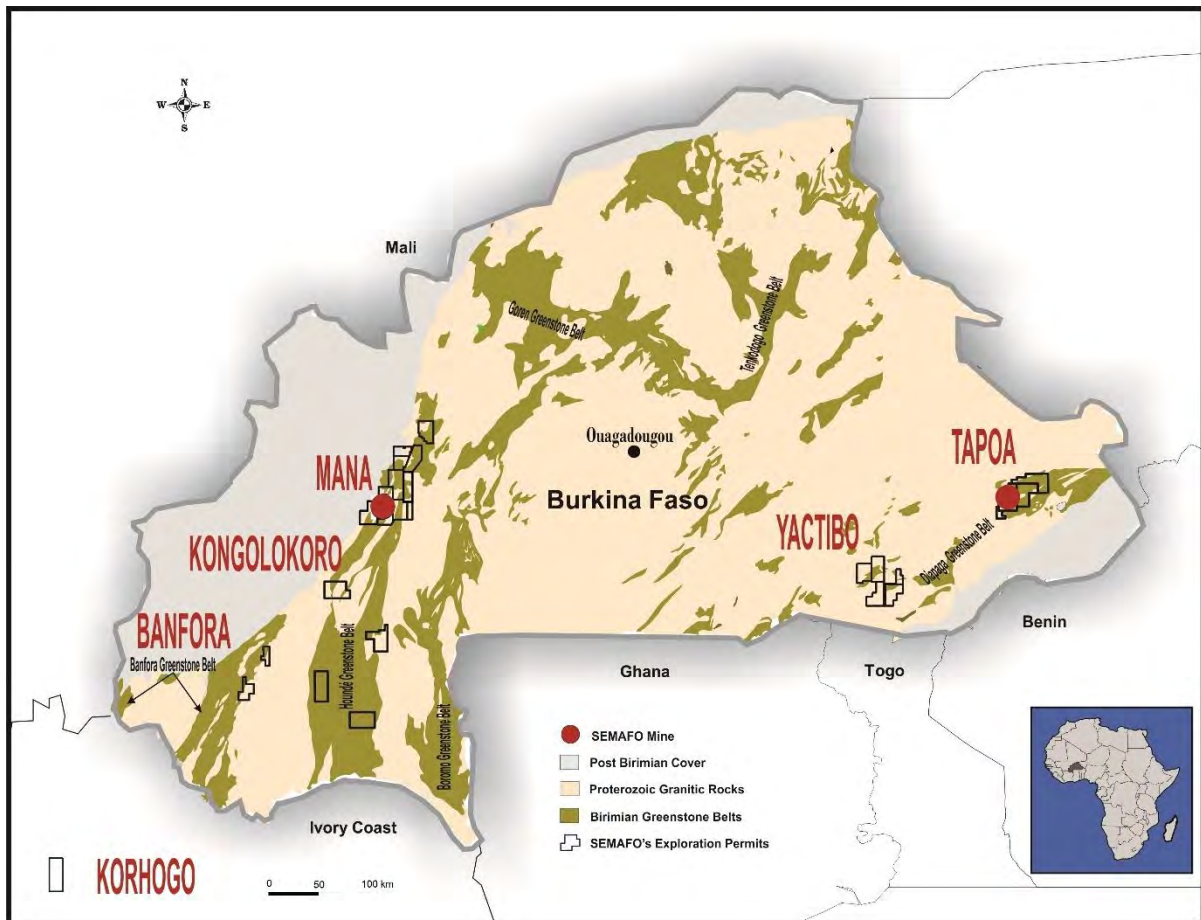 N
W E
S
Mali
Goren Greenstone Belt
Tenkodogo Greenstone Belt
Ouagadougou
MANA
TAPOA
Burkina Faso
KONGOLOKORO
YACTIBO
Diapaga Greenstone Belt
BANFORA
Banfora Greenstone Belt
Houndé Greenstone Belt
Boromo Greenstone Belt
Benin
Ghana
Togo
SEMAFO Mine
Post Birimian Cover
Proterozoic Granitic Rocks
Birimian Greenstone Belts
SEMAFO's Exploration Permits
Ivory Coast
KORHOGO
0 50 100 km